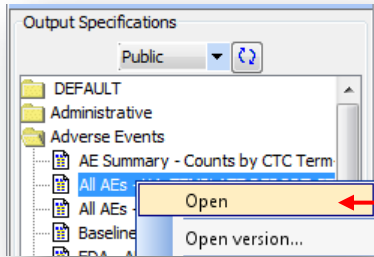 Output Specifications
Public
DEFAULT
Administrative
Adverse Events
AE Summary - Counts by CTC Term
All AEs -
Open
All AEs -
Baseline
Open version...